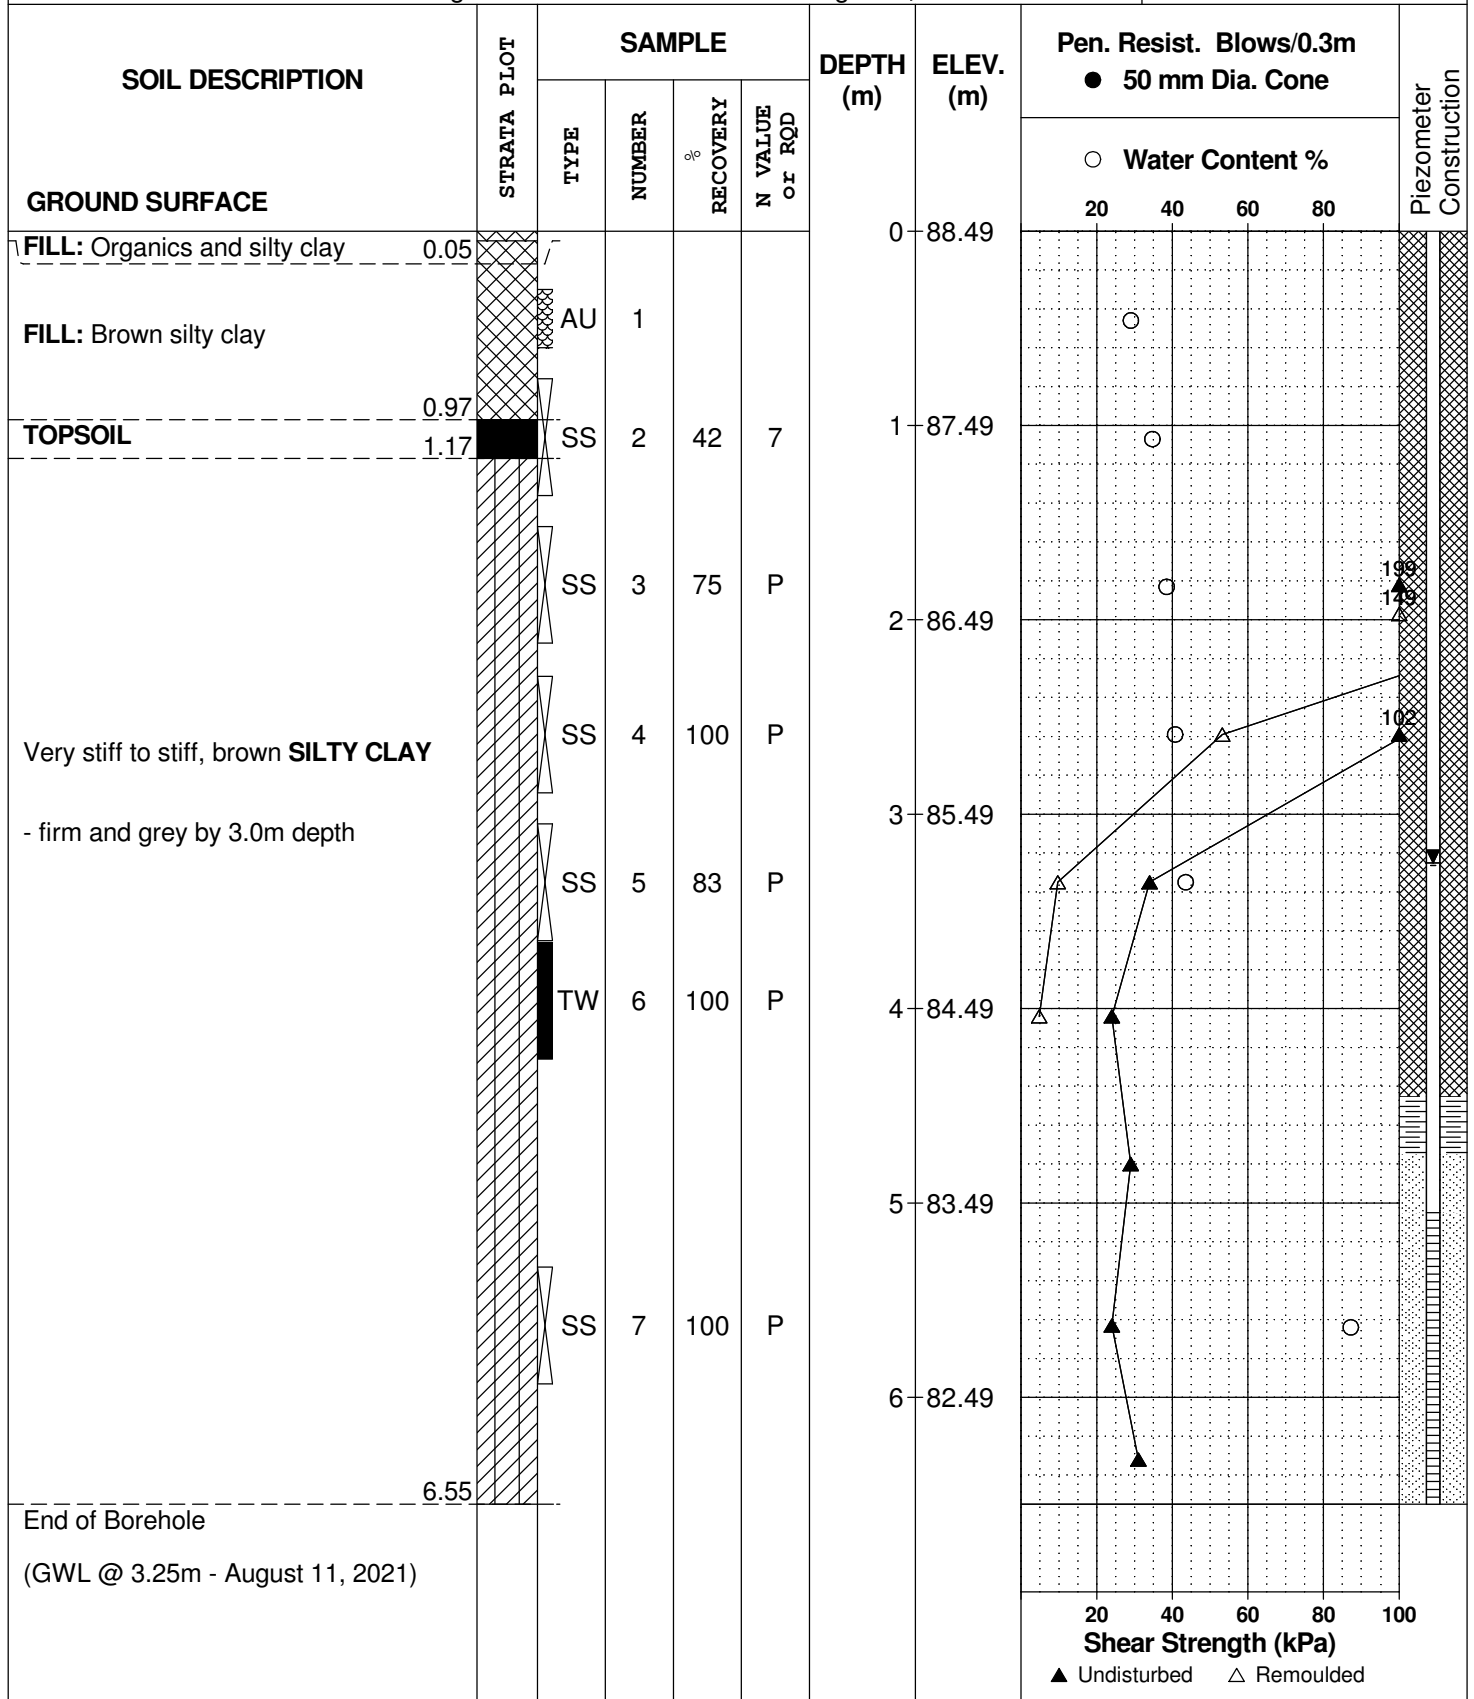 SOIL DESCRIPTION
GROUND SURFACE
STRATA PLOT
SAMPLE
TYPE
NUMBER
% RECOVERY
N VALUE or RQD
DEPTH (m)
ELEV. (m)
Pen. Resist. Blows/0.3m
● 50 mm Dia. Cone
○ Water Content %
20 40 60 80
Piezometer Construction
0 88.49
FILL: Organics and silty clay 0.05
AU 1
FILL: Brown silty clay
0.97
TOPSOIL
1.17
SS 2 42 7
1 87.49
SS 3 75 P
199
149
2 86.49
SS 4 100 P
102
Very stiff to stiff, brown SILTY CLAY
3 85.49
- firm and grey by 3.0m depth
SS 5 83 P
TW 6 100 P
4 84.49
5 83.49
SS 7 100 P
6 82.49
6.55
End of Borehole
(GWL @ 3.25m - August 11, 2021)
20 40 60 80 100
Shear Strength (kPa)
▲ Undisturbed △ Remoulded